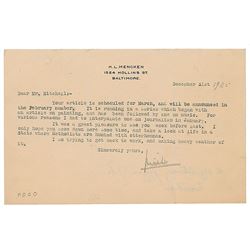 H. L. MENCKEN
1524 HOLLINS ST.
BALTIMORE.
December 21st
Dear Mr. Mitchell:-
Your article is scheduled for March, and will be announced in
the February number. It is running in a series which began with
an article on painting, and has been followed by one on music. For
various reasons I had to interpolate one on journalism in January.
It was a great pleasure to see you week before last. I
only hope you come down here some time, and take a look at life in a
state where Methodists are hunted with
I am trying to get back to work, and making heavy weather of
it.
Sincerely yours,